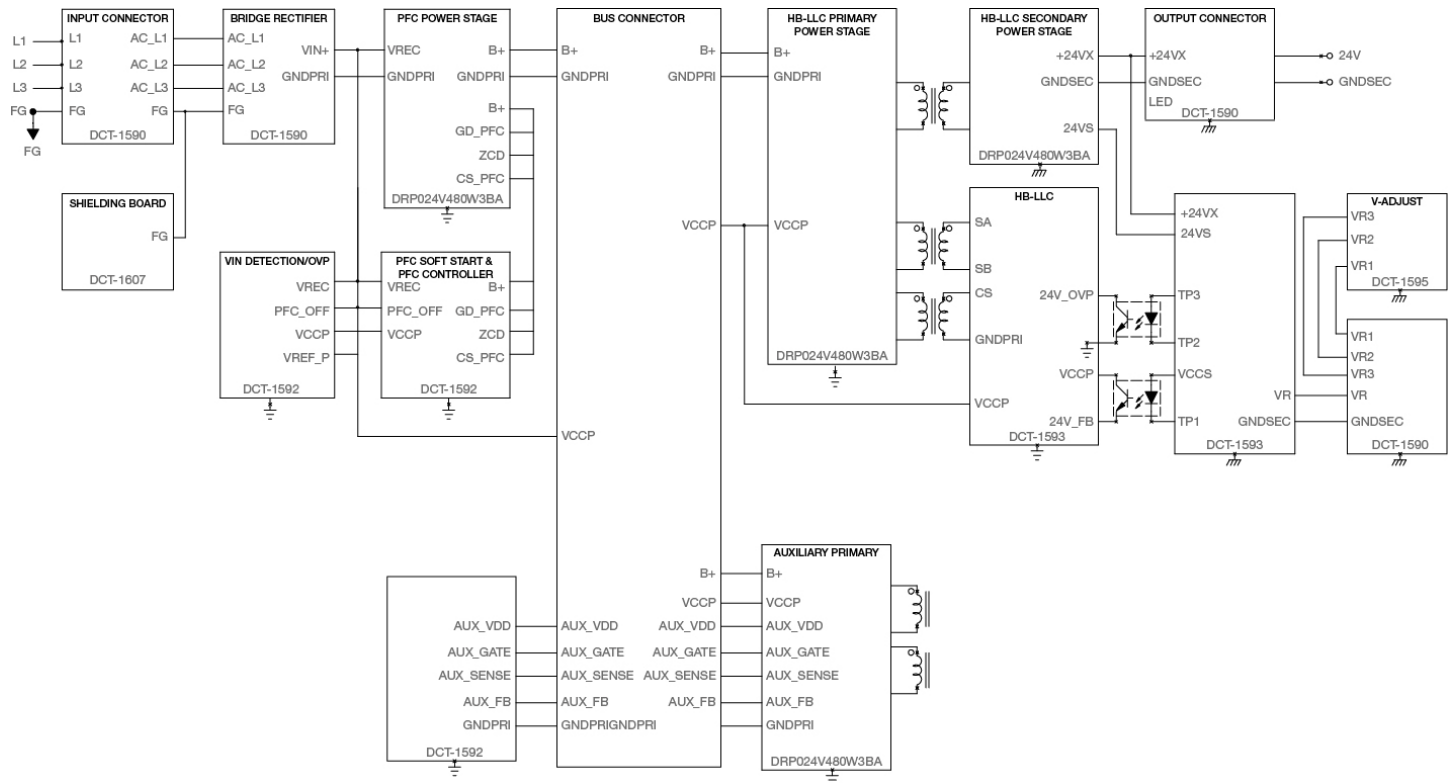 INPUT CONNECTOR
L1 L1 AC_L1
L2 L2 AC_L2
L3 L3 AC_L3
FG FG FG
DCT-1590
FG
BRIDGE RECTIFIER
AC_L1 VIN+
AC_L2 GNDPRI
AC_L3
FG
DCT-1590
PFC POWER STAGE
VREC B+
GNDPRI GNDPRI
B+
GD_PFC
ZCD
CS_PFC
DRP024V480W3BA
SHIELDING BOARD
FG
DCT-1607
VIN DETECTION/OVP
VREC
PFC_OFF
VCCP
VREF_P
DCT-1592
PFC SOFT START &
PFC CONTROLLER
VREC B+
PFC_OFF GD_PFC
VCCP ZCD
CS_PFC
DCT-1592
BUS CONNECTOR
B+ B+
GNDPRI GNDPRI
VCCP
VCCP
B+
VCCP
AUX_VDD AUX_VDD
AUX_GATE AUX_GATE
AUX_SENSE AUX_SENSE
AUX_FB AUX_FB
GNDPRIGNDPRI
AUX_VDD
AUX_GATE
AUX_SENSE
AUX_FB
GNDPRI
DCT-1592
HB-LLC PRIMARY
POWER STAGE
B+
GNDPRI
VCCP
DRP024V480W3BA
HB-LLC SECONDARY
POWER STAGE
+24VX
GNDSEC
24VS
DRP024V480W3BA
OUTPUT CONNECTOR
+24VX 24V
GNDSEC GNDSEC
LED
DCT-1590
HB-LLC
SA
SB
CS 24V_OVP
GNDPRI
VCCP
VCCP
24V_FB
DCT-1593
+24VX
24VS
TP3
TP2
VCCS
VR
TP1 GNDSEC
DCT-1593
V-ADJUST
VR3
VR2
VR1
DCT-1595
VR1
VR2
VR3
VR
GNDSEC
DCT-1590
AUXILIARY PRIMARY
B+
VCCP
AUX_VDD
AUX_GATE
AUX_SENSE
AUX_FB
GNDPRI
DRP024V480W3BA